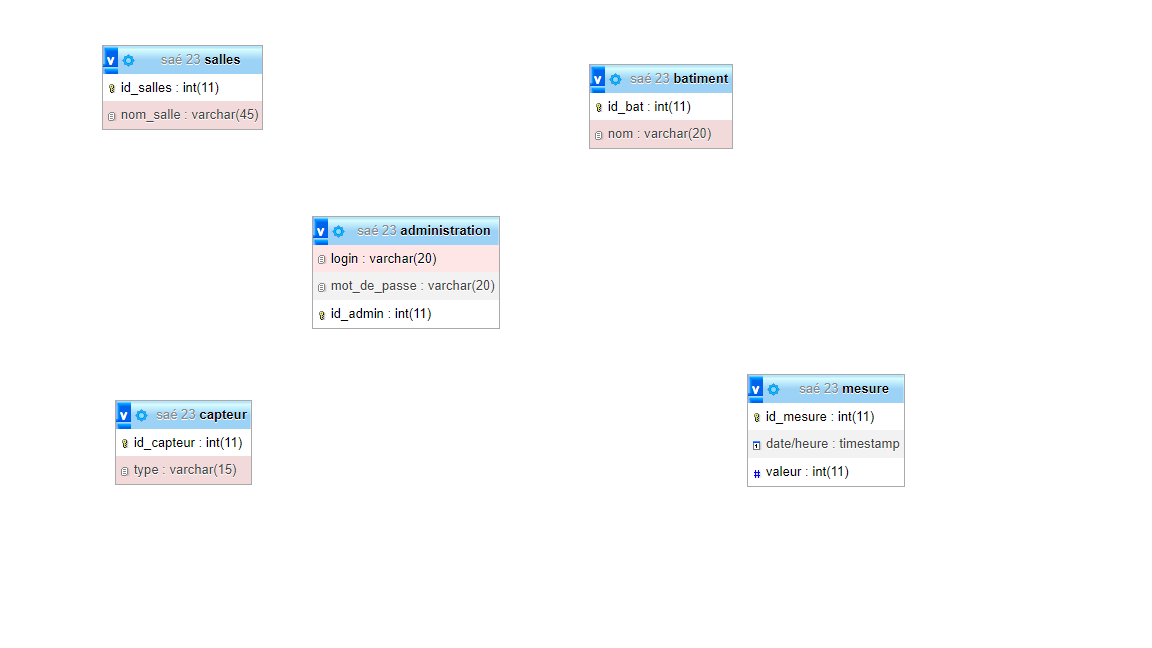 v saé 23 salles
id_salles : int(11)
nom_salle : varchar(45)
v saé 23 batiment
id_bat : int(11)
nom : varchar(20)
v saé 23 administration
login : varchar(20)
mot_de_passe : varchar(20)
id_admin : int(11)
v saé 23 capteur
id_capteur : int(11)
type : varchar(15)
v saé 23 mesure
id_mesure : int(11)
date/heure : timestamp
# valeur : int(11)